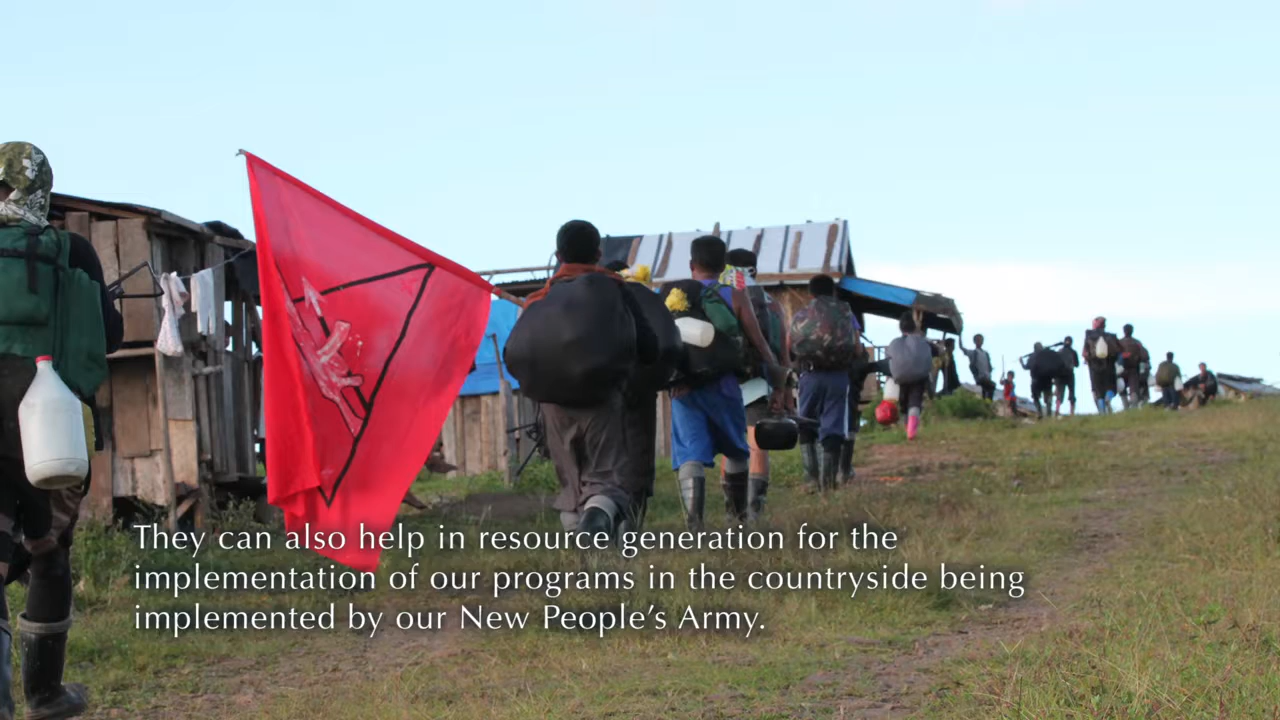 They can also help in resource generation for the
implementation of our programs in the countryside being
implemented by our New People’s Army.